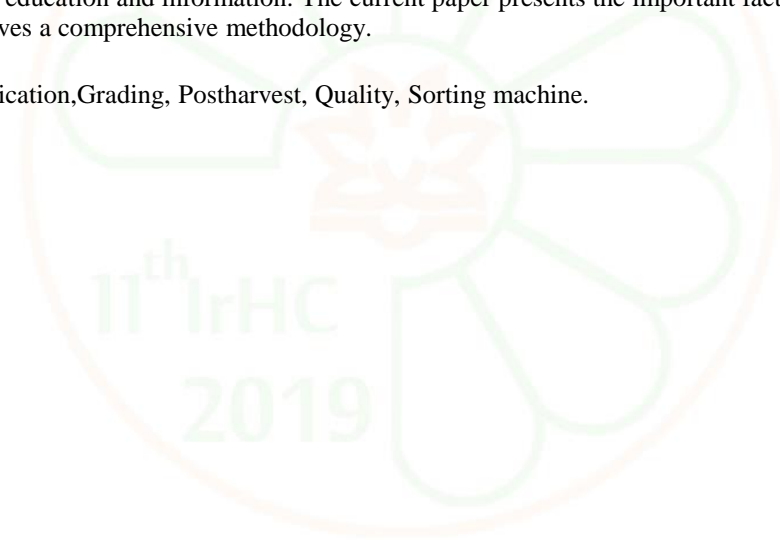 education and information. The current paper presents the important fact
ves a comprehensive methodology.
ication,Grading, Postharvest, Quality, Sorting machine.
11th IrHC
2019